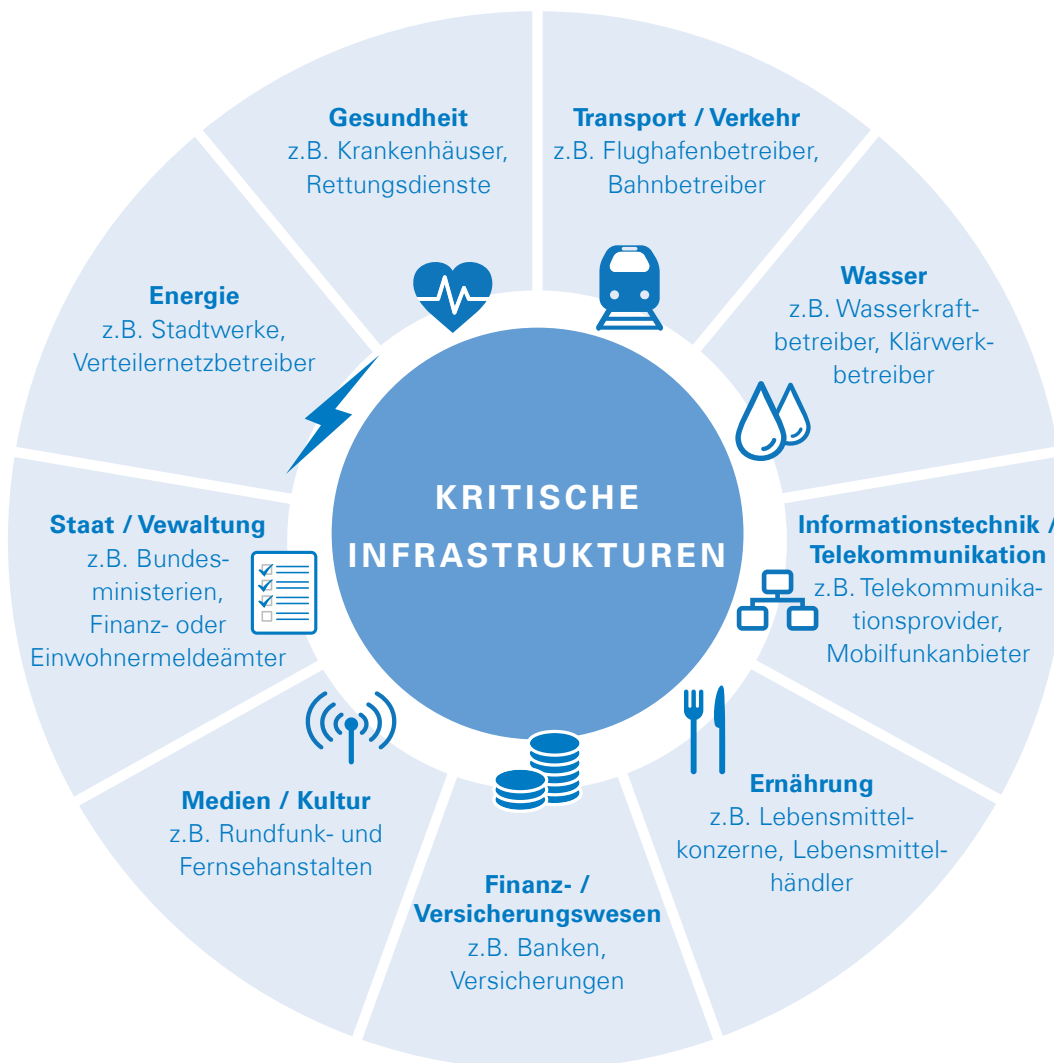 Gesundheit
z.B. Krankenhäuser,
Rettungsdienste
Transport / Verkehr
z.B. Flughafenbetreiber,
Bahnbetreiber
Wasser
z.B. Wasserkraft-
betreiber, Klärwerk-
betreiber
Informationstechnik /
Telekommunikation
z.B. Telekommunika-
tionsprovider,
Mobilfunkanbieter
Ernährung
z.B. Lebensmittel-
konzerne, Lebensmittel-
händler
Finanz- /
Versicherungswesen
z.B. Banken,
Versicherungen
Medien / Kultur
z.B. Rundfunk- und
Fernsehanstalten
Staat / Vewaltung
z.B. Bundes-
ministerien,
Finanz- oder
Einwohnermeldeämter
Energie
z.B. Stadtwerke,
Verteilernetzbetreiber
KRITISCHE
INFRASTRUKTUREN